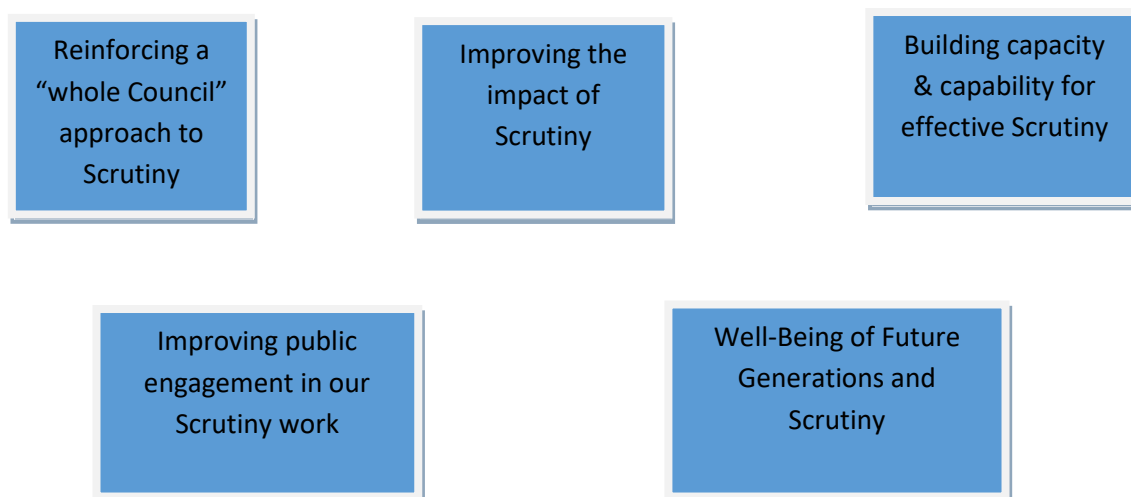 Reinforcing a
“whole Council”
approach to
Scrutiny
Improving the
impact of
Scrutiny
Building capacity
& capability for
effective Scrutiny
Improving public
engagement in our
Scrutiny work
Well-Being of Future
Generations and
Scrutiny